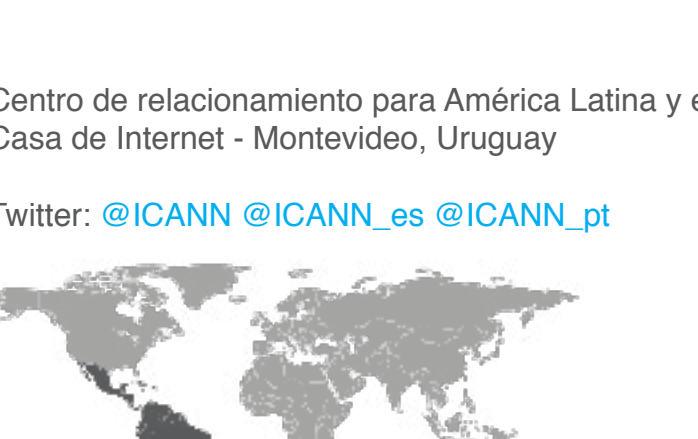 Centro de relacionamiento para América Latina y e
Casa de Internet - Montevideo, Uruguay
Twitter: @ICANN @ICANN_es @ICANN_pt